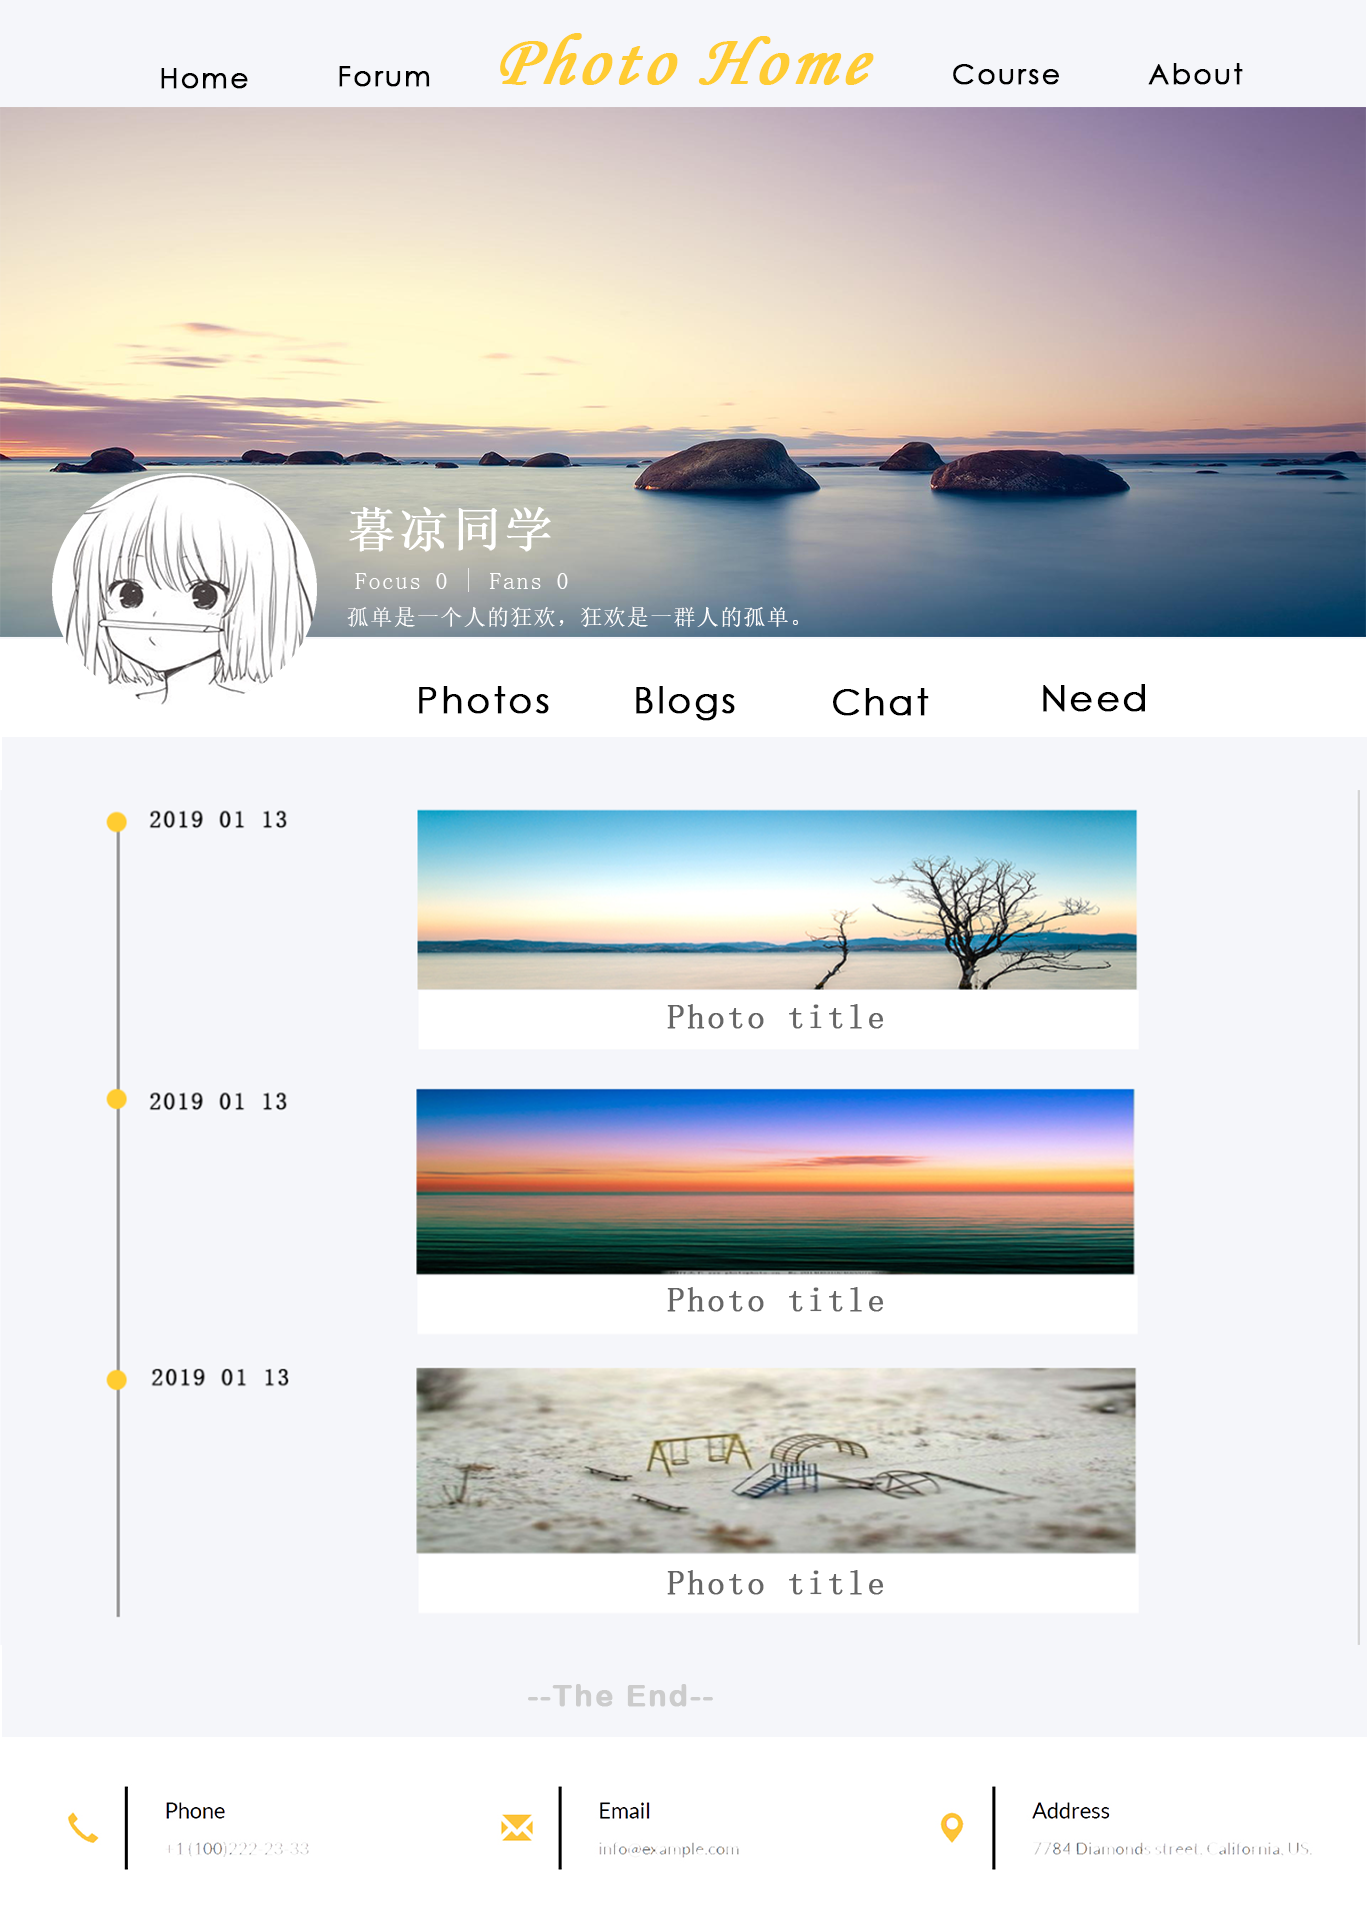 Home Forum Photo Home Course About
暮凉同学
Focus 0 | Fans 0
孤单是一个人的狂欢，狂欢是一群人的孤单。
Photos Blogs Chat Need
2019 01 13
Photo title
2019 01 13
Photo title
2019 01 13
Photo title
--The End--
Phone
+1 (100)222-23-33
Email
info@example.com
Address
7784 Diamonds street, California, US.